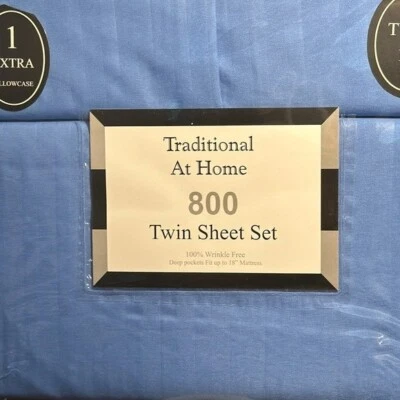 1
EXTRA
PILLOWCASE
T
Traditional
At Home
800
Twin Sheet Set
100% Wrinkle Free
Deep pockets Fit up to 18" Mattress